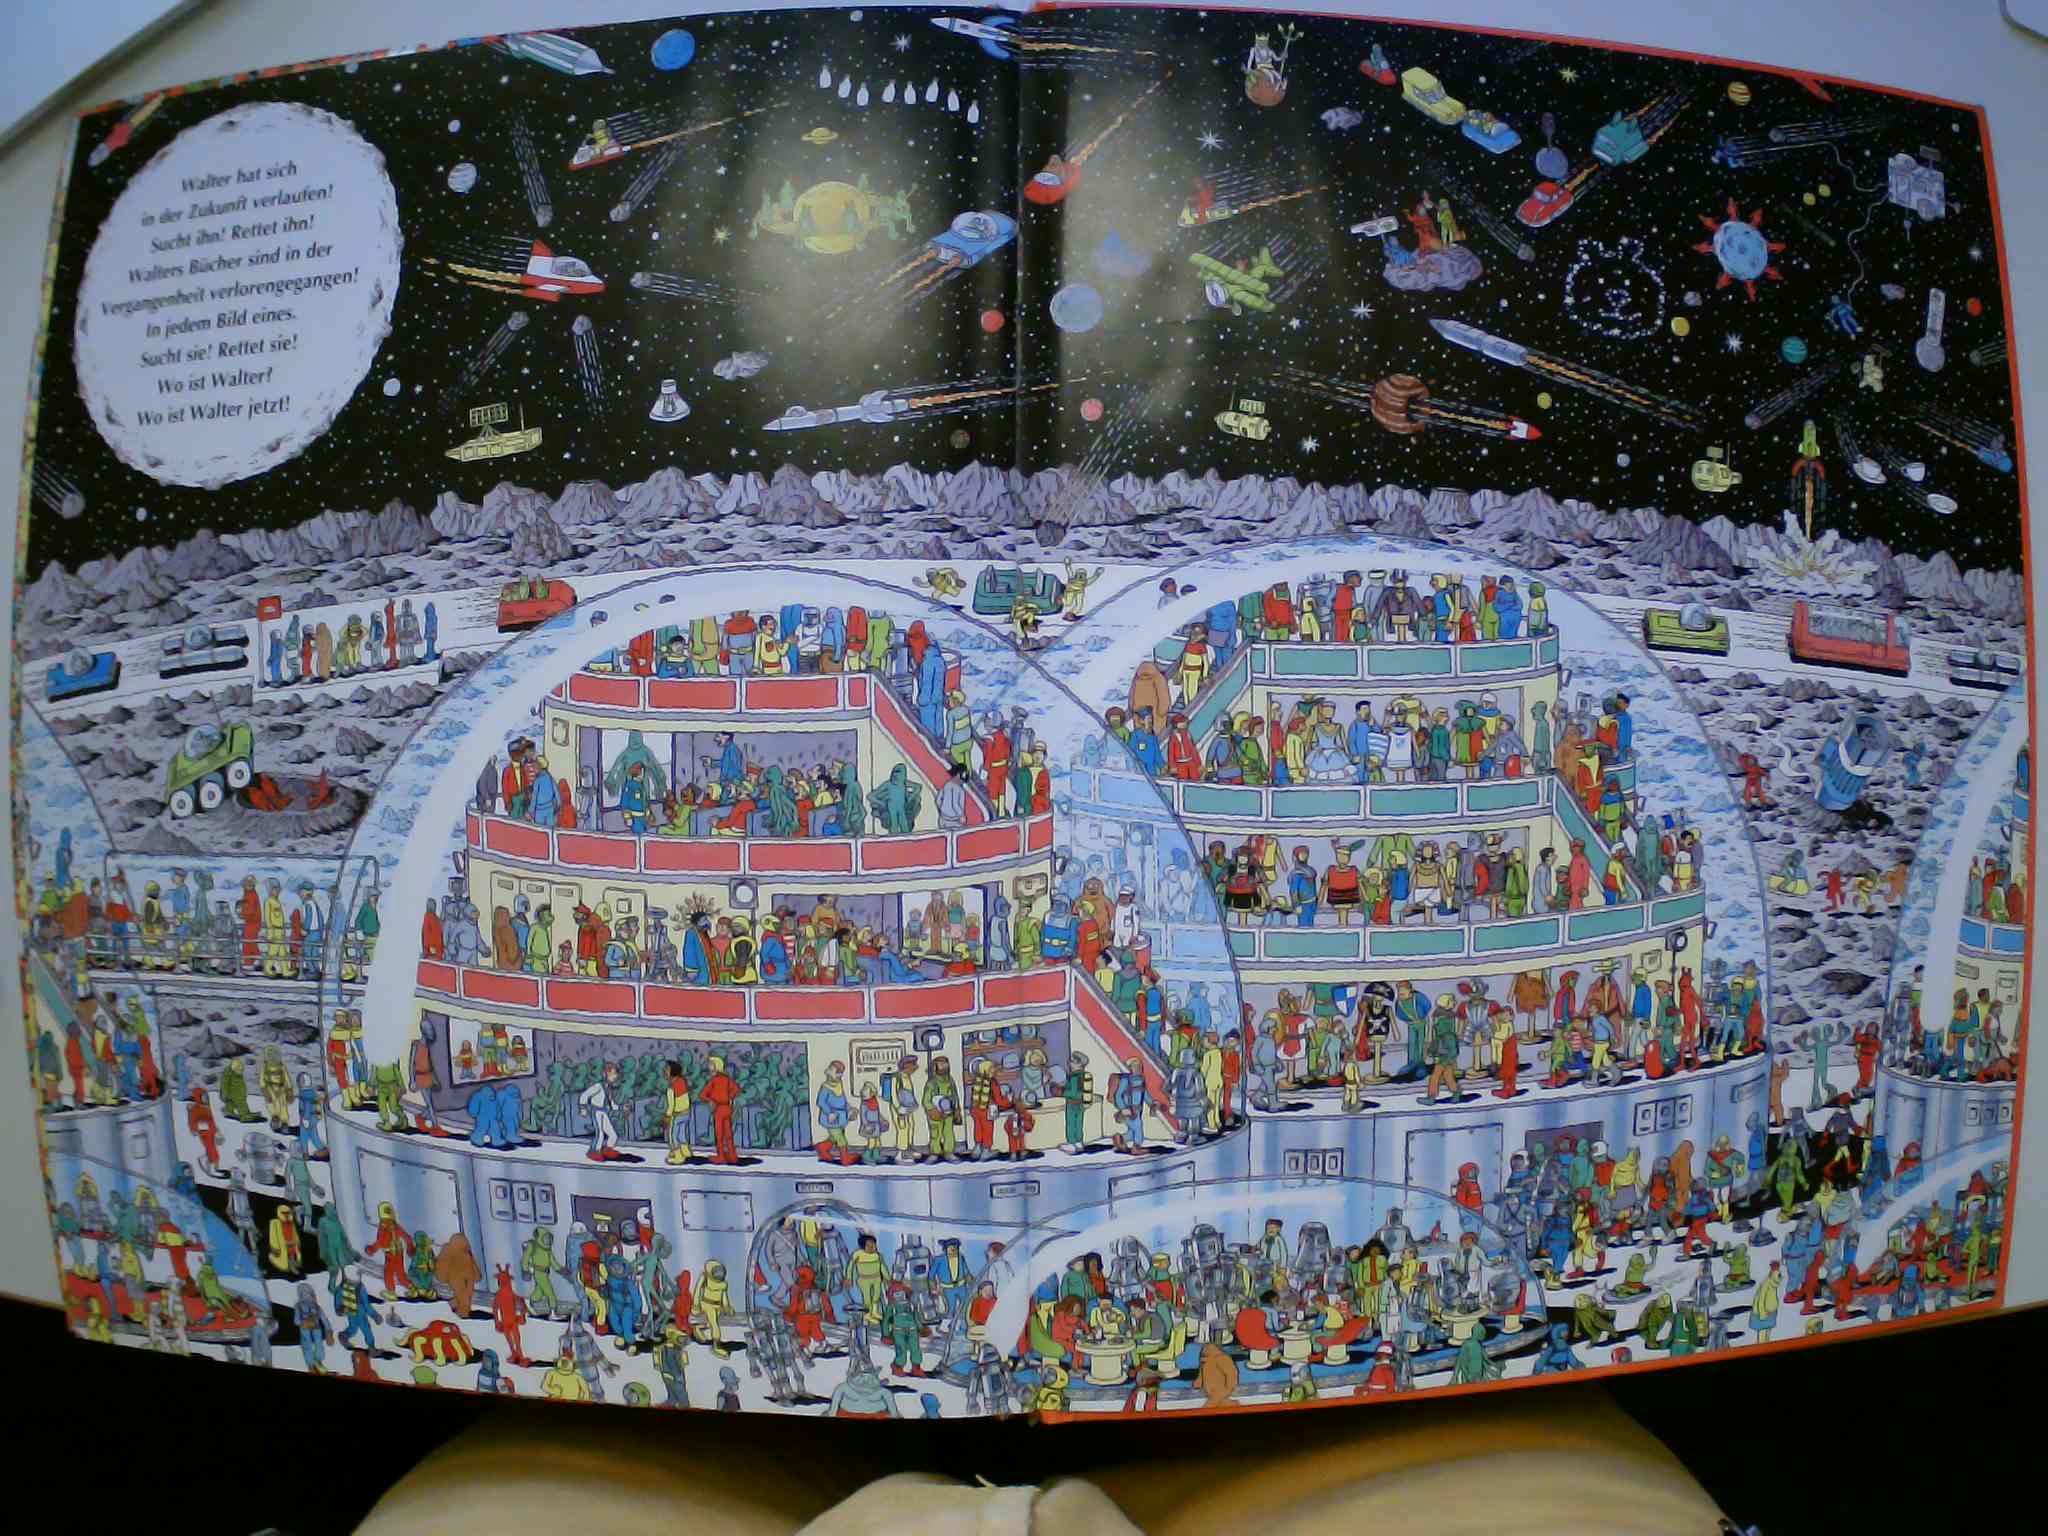 Walter hat sich
in der Zukunft verlaufen!
Sucht ihn! Rettet ihn!
Walters Bücher sind in der
Vergangenheit verlorengegangen!
In jedem Bild eines.
Sucht sie! Rettet sie!
Wo ist Walter?
Wo ist Walter jetzt!